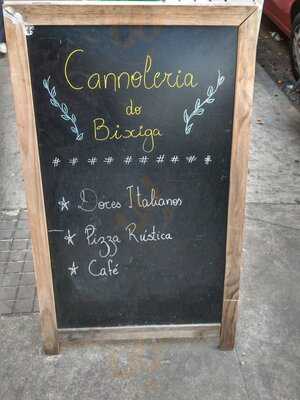 Cannoleria
do
Bixiga
# # # # # # # # # #
* Doces Italianos
* Pizza Rústica
* Café